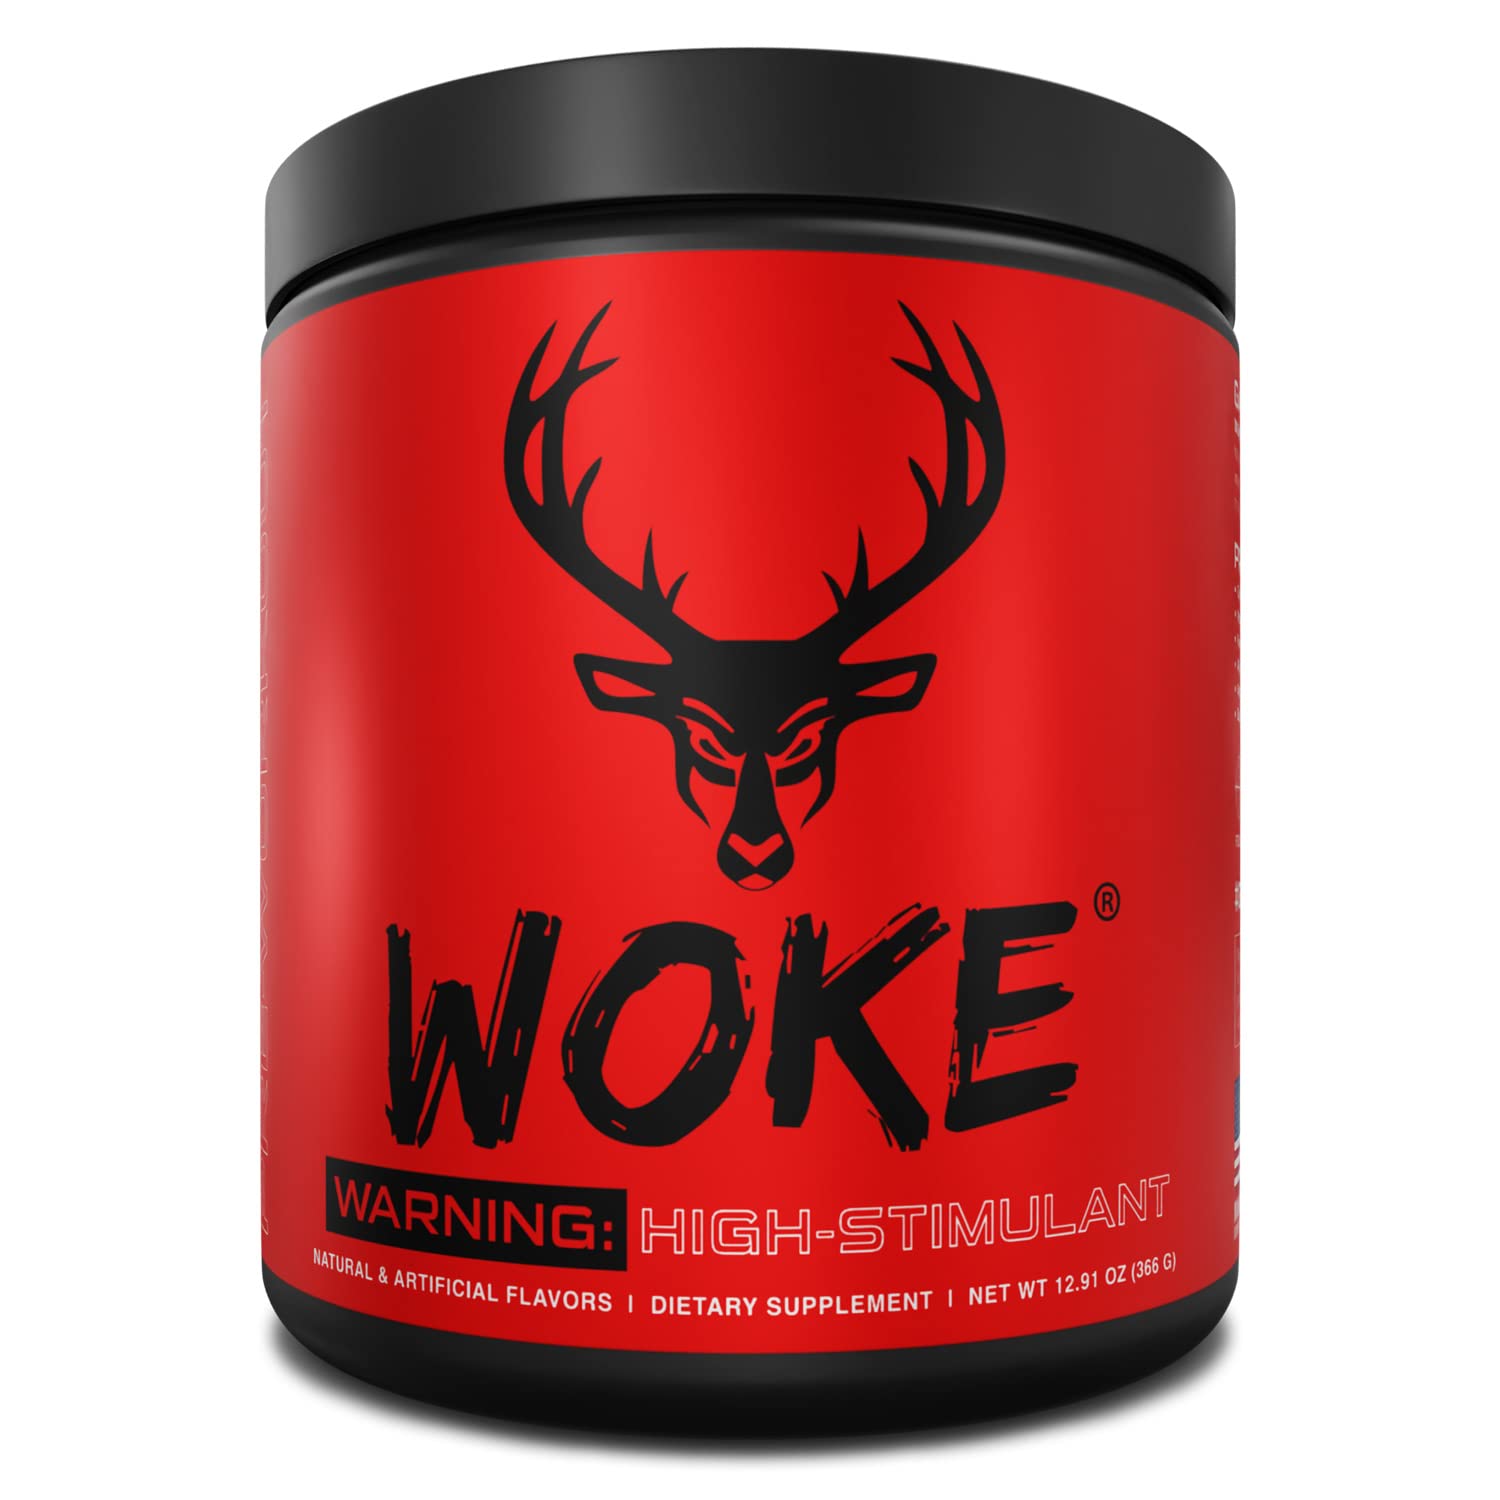 WOKE®
WARNING: HIGH-STIMULANT
NATURAL & ARTIFICIAL FLAVORS | DIETARY SUPPLEMENT | NET WT 12.91 OZ (366 G)